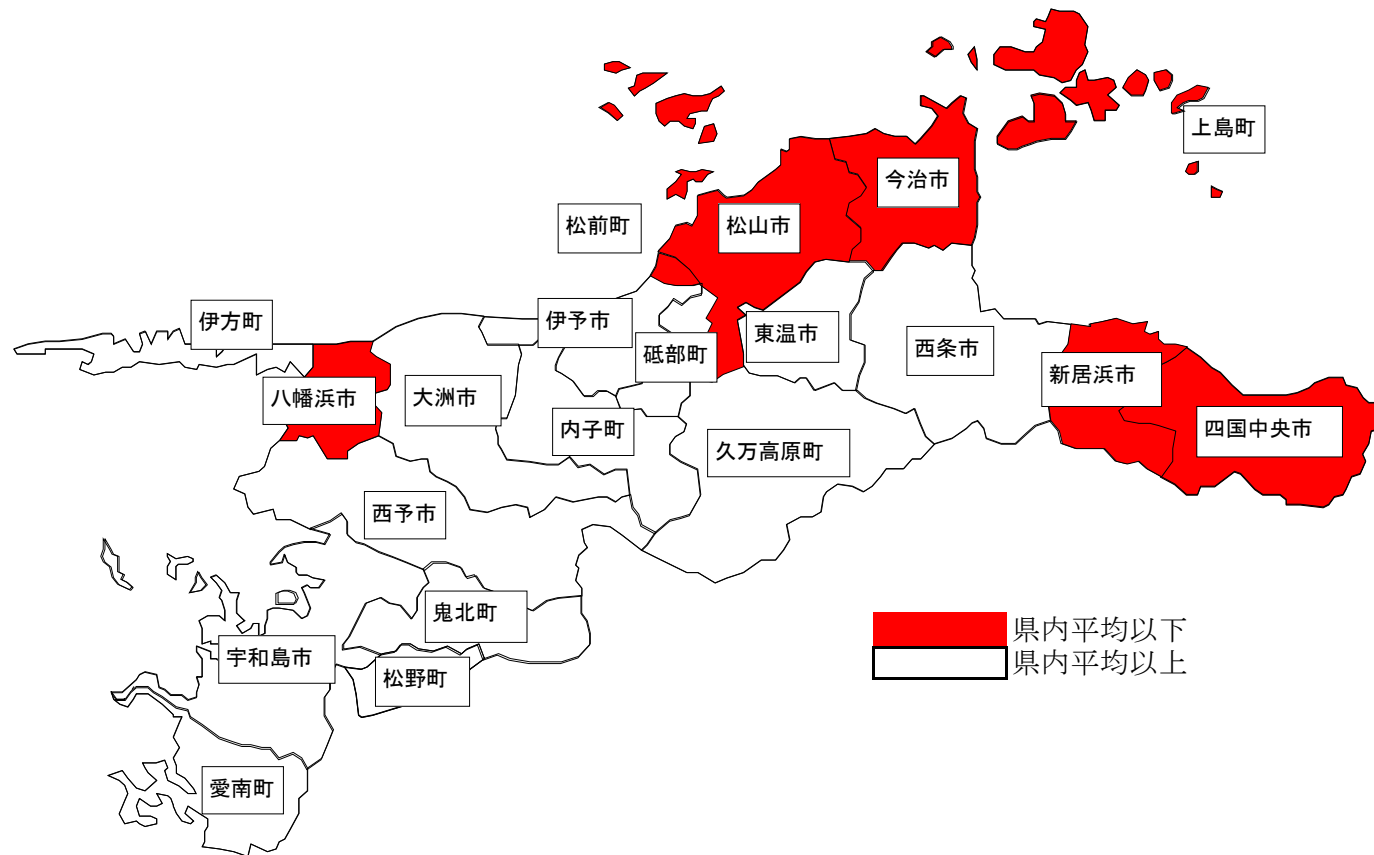 上島町
今治市
松前町
松山市
伊方町
伊予市
東温市
砥部町
西条市
新居浜市
八幡浜市
大洲市
内子町
久万高原町
四国中央市
西予市
鬼北町
県内平均以下
宇和島市
県内平均以上
松野町
愛南町